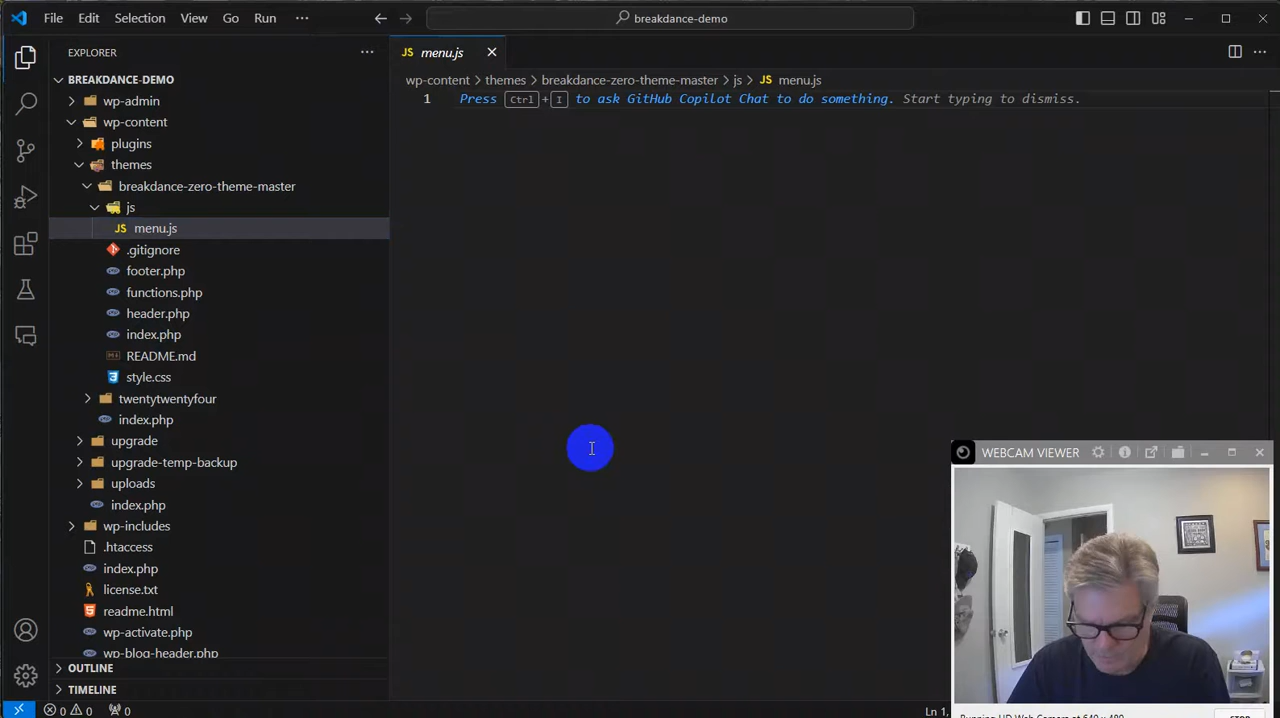 File Edit Selection View Go Run ··· breakdance-demo
EXPLORER ···
BREAKDANCE-DEMO
wp-admin
wp-content
plugins
themes
breakdance-zero-theme-master
js
JS menu.js
.gitignore
footer.php
functions.php
header.php
index.php
README.md
style.css
twentytwentyfour
index.php
upgrade
upgrade-temp-backup
uploads
index.php
wp-includes
.htaccess
index.php
license.txt
readme.html
wp-activate.php
wp-blog-header.php
OUTLINE
TIMELINE
0 0 0
JS menu.js
wp-content > themes > breakdance-zero-theme-master > js > JS menu.js
1 Press Ctrl+I to ask GitHub Copilot Chat to do something. Start typing to dismiss.
WEBCAM VIEWER
Ln 1,